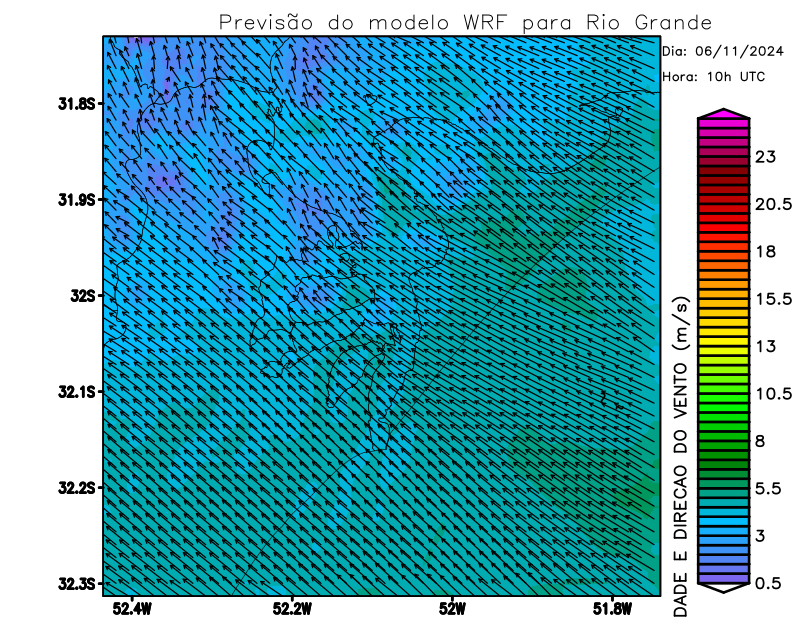 Previsão do modelo WRF para Rio Grande
Dia: 06/11/2024
Hora: 10h UTC
31.8S
31.9S
32S
32.1S
32.2S
32.3S
52.4W
52.2W
52W
51.8W
DADE E DIRECAO DO VENTO (m/s)
23
20.5
18
15.5
13
10.5
8
5.5
3
0.5